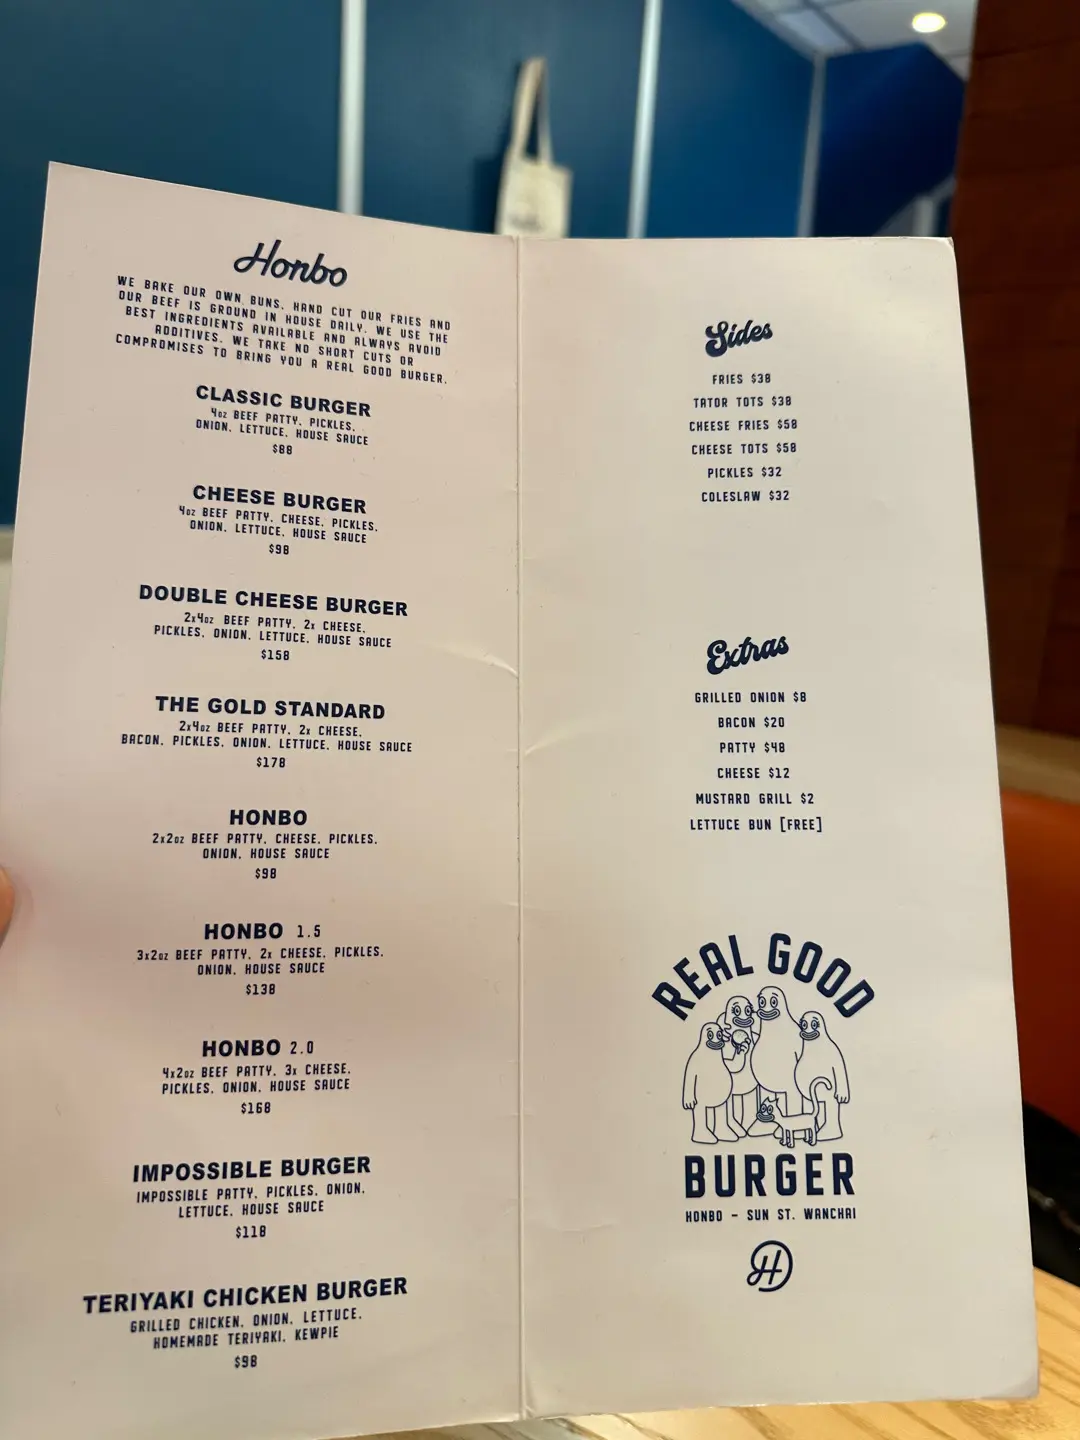 Honbo
WE BAKE OUR OWN BUNS. HAND CUT OUR FRIES AND
OUR BEEF IS GROUND IN HOUSE DAILY. WE USE THE
BEST INGREDIENTS AVAILABLE AND ALWAYS AVOID
ADDITIVES. WE TAKE NO SHORT CUTS OR
COMPROMISES TO BRING YOU A REAL GOOD BURGER.
CLASSIC BURGER
4oz BEEF PATTY, PICKLES,
ONION, LETTUCE, HOUSE SAUCE
$88
CHEESE BURGER
4oz BEEF PATTY, CHEESE, PICKLES,
ONION, LETTUCE, HOUSE SAUCE
$98
DOUBLE CHEESE BURGER
2x4oz BEEF PATTY, 2x CHEESE,
PICKLES, ONION, LETTUCE, HOUSE SAUCE
$158
THE GOLD STANDARD
2x4oz BEEF PATTY, 2x CHEESE,
BACON, PICKLES, ONION, LETTUCE, HOUSE SAUCE
$178
HONBO
2x2oz BEEF PATTY, CHEESE, PICKLES,
ONION, HOUSE SAUCE
$98
HONBO 1.5
3x2oz BEEF PATTY, 2x CHEESE, PICKLES,
ONION, HOUSE SAUCE
$138
HONBO 2.0
4x2oz BEEF PATTY, 3x CHEESE,
PICKLES, ONION, HOUSE SAUCE
$168
IMPOSSIBLE BURGER
IMPOSSIBLE PATTY, PICKLES, ONION,
LETTUCE, HOUSE SAUCE
$118
TERIYAKI CHICKEN BURGER
GRILLED CHICKEN, ONION, LETTUCE,
HOMEMADE TERIYAKI, KEWPIE
$98
Sides
FRIES $38
TATOR TOTS $38
CHEESE FRIES $58
CHEESE TOTS $58
PICKLES $32
COLESLAW $32
Extras
GRILLED ONION $8
BACON $20
PATTY $48
CHEESE $12
MUSTARD GRILL $2
LETTUCE BUN [FREE]
REAL GOOD
BURGER
HONBO - SUN ST. WANCHAI
H